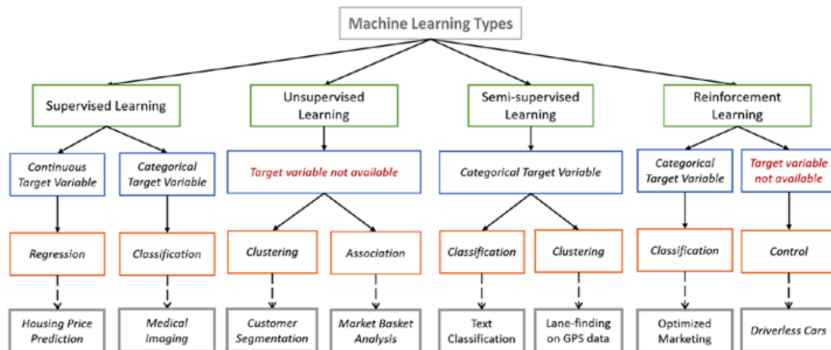 Machine Learning Types
Supervised Learning
Unsupervised
Learning
Semi-supervised
Learning
Reinforcement
Learning
Continuous
Target Variable
Categorical
Target Variable
Target variable not available
Categorical Target Variable
Categorical
Target Variable
Target variable
not available
Regression
Classification
Clustering
Association
Classification
Clustering
Classification
Control
Housing Price
Prediction
Medical
Imaging
Customer
Segmentation
Market Basket
Analysis
Text
Classification
Lane-finding
on GPS data
Optimized
Marketing
Driverless Cars